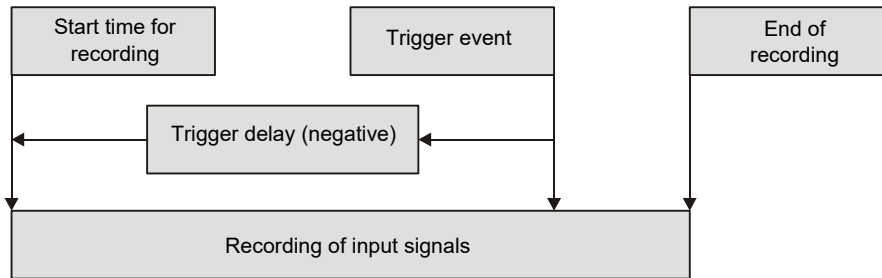 Start time for
recording
Trigger event
End of
recording
Trigger delay (negative)
Recording of input signals